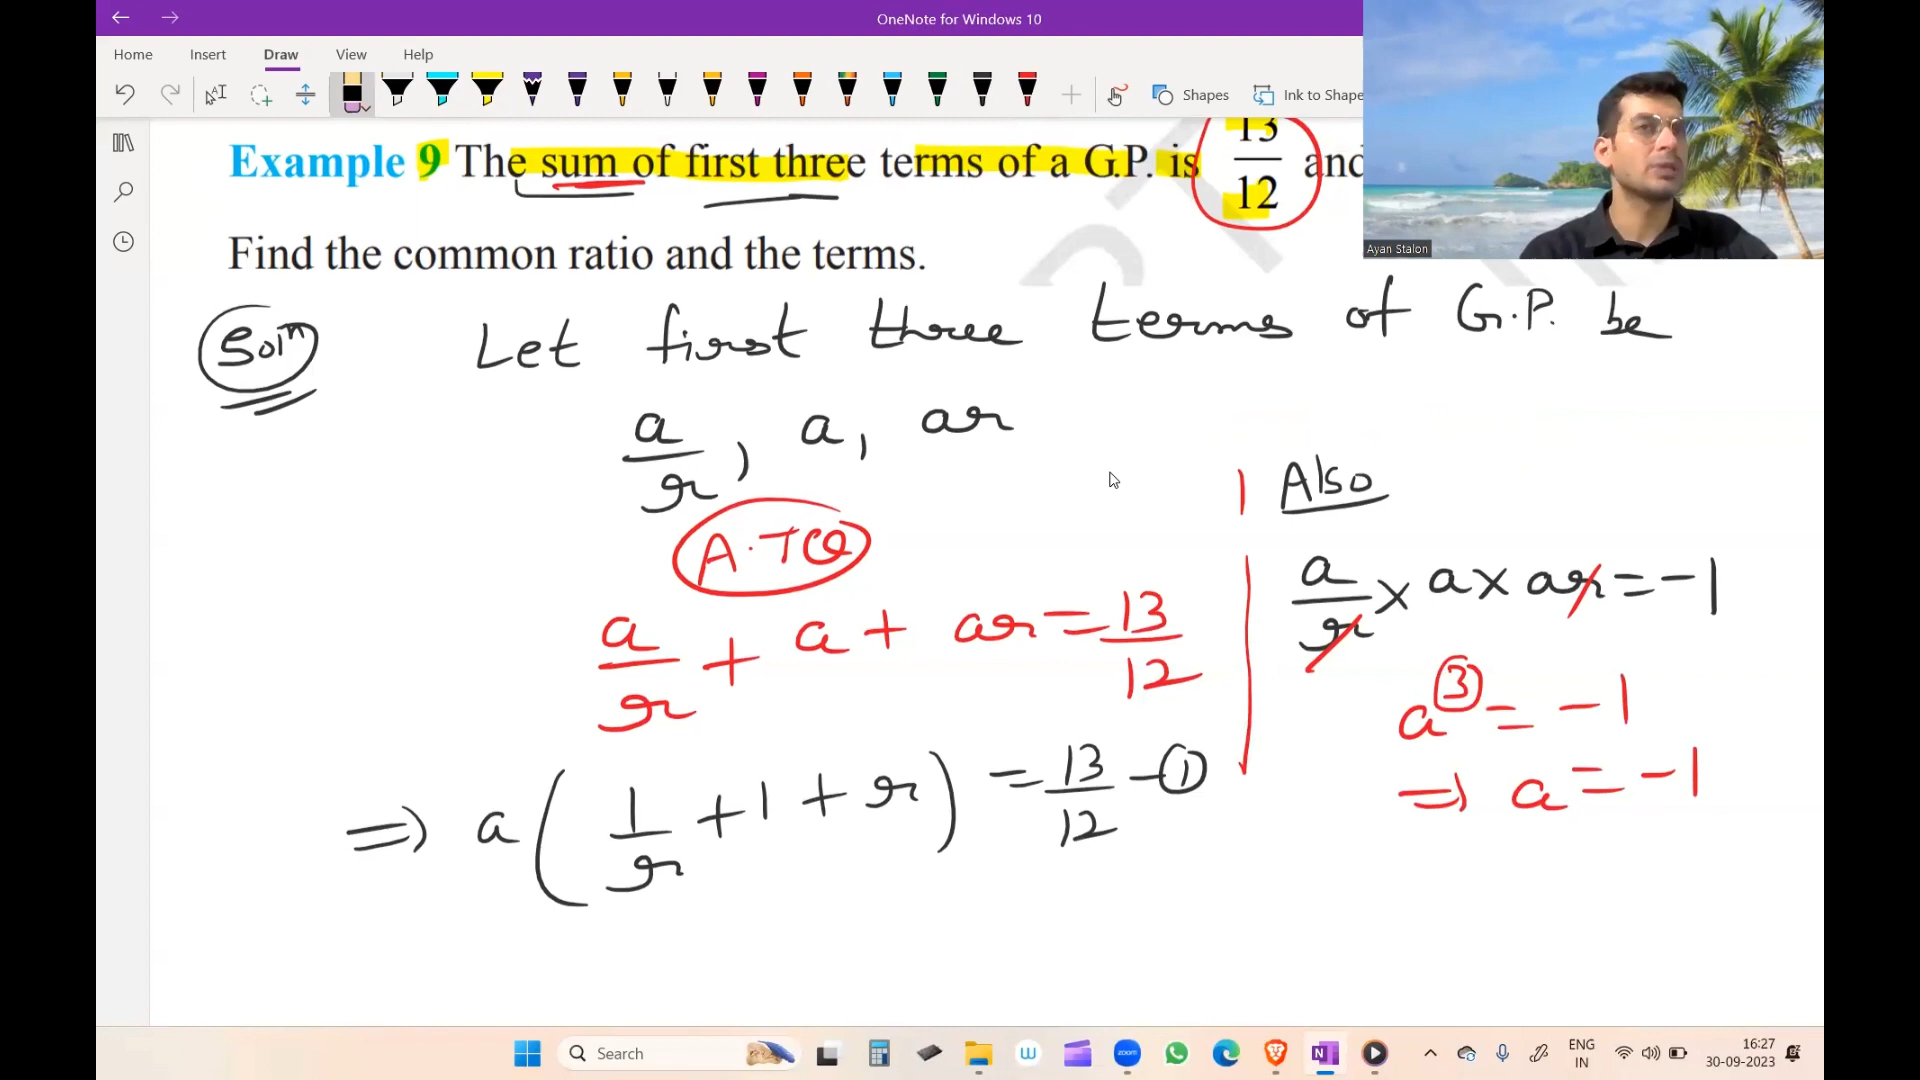 OneNote for Windows 10
Home Insert Draw View Help
Shapes Ink to Shape
Example 9 The sum of first three terms of a G.P. is 13/12 and
Find the common ratio and the terms.
Ayan Stalon
Solⁿ Let first three terms of G.P. be
a/r, a, ar
A.TQ
a/r + a + ar = 13/12
⇒ a(1/r + 1 + r) = 13/12 - ①
Also
a/r × a × ar = -1
a³ = -1
⇒ a = -1
Search
zoom
ENG
IN
16:27
30-09-2023